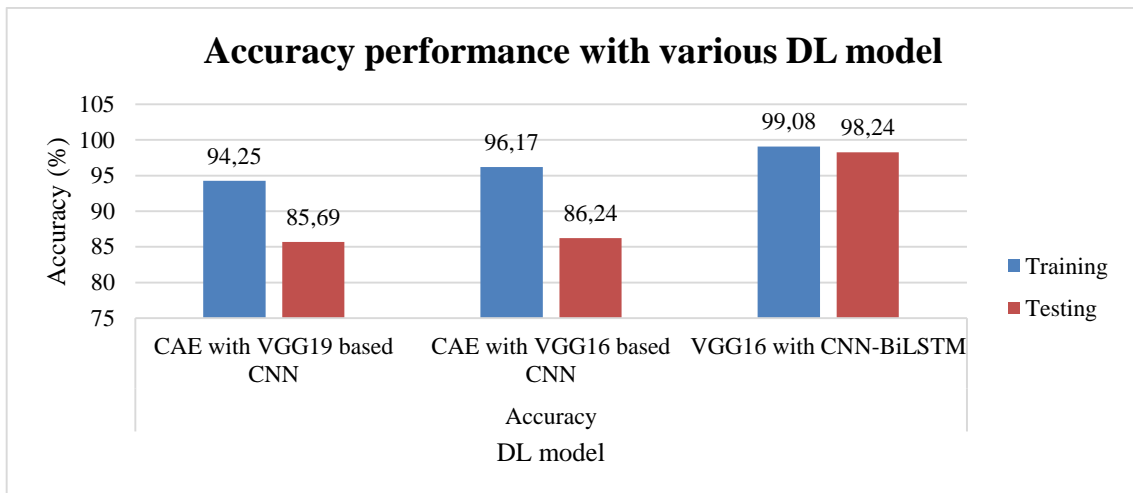 Accuracy performance with various DL model
105
100
95
90
85
80
75
Accuracy (%)
94,25
85,69
96,17
86,24
99,08
98,24
CAE with VGG19 based
CNN
CAE with VGG16 based
CNN
VGG16 with CNN-BiLSTM
Accuracy
DL model
Training
Testing